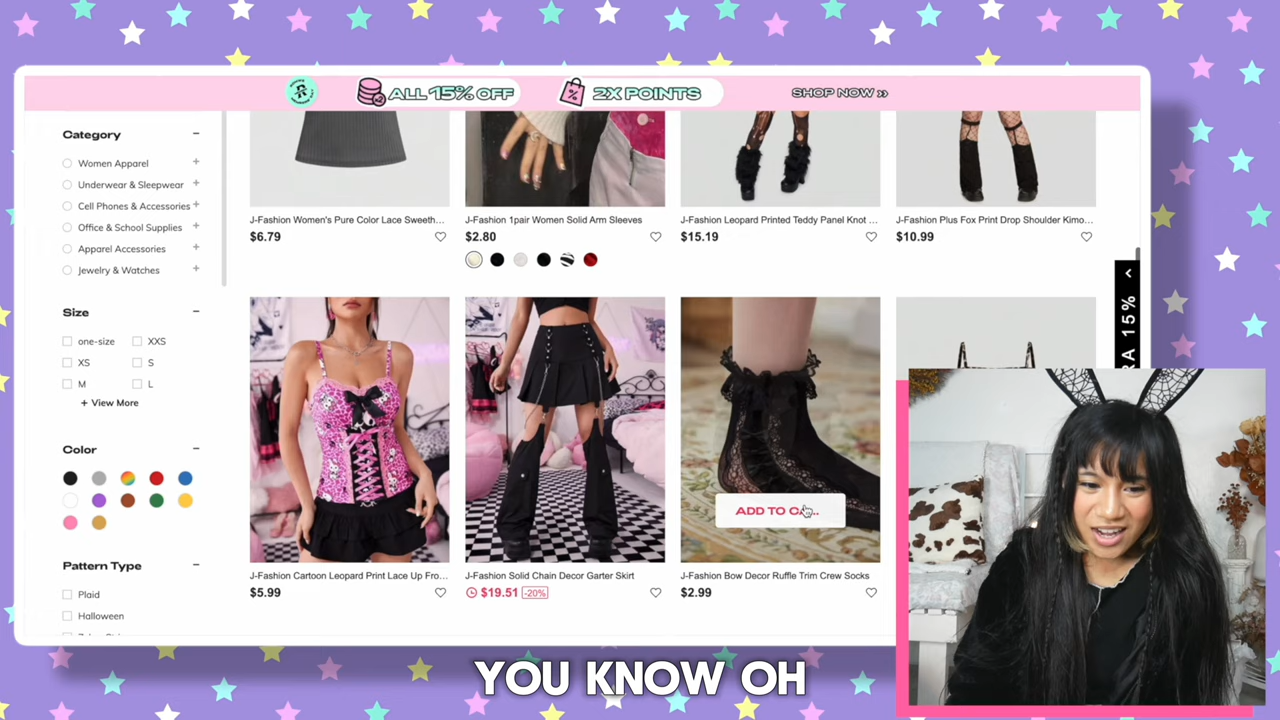 ALL 15% OFF
2X POINTS
SHOP NOW »
Category
Women Apparel
Underwear & Sleepwear
Cell Phones & Accessories
Office & School Supplies
Apparel Accessories
Jewelry & Watches
Size
one-size
XXS
XS
S
M
L
+ View More
Color
Pattern Type
Plaid
Halloween
J-Fashion Women's Pure Color Lace Sweeth...
$6.79
J-Fashion 1pair Women Solid Arm Sleeves
$2.80
J-Fashion Leopard Printed Teddy Panel Knot ...
$15.19
J-Fashion Plus Fox Print Drop Shoulder Kimo...
$10.99
ADD TO CA...
J-Fashion Cartoon Leopard Print Lace Up Fro...
$5.99
J-Fashion Solid Chain Decor Garter Skirt
$19.51 -20%
J-Fashion Bow Decor Ruffle Trim Crew Socks
$2.99
15%
YOU KNOW OH